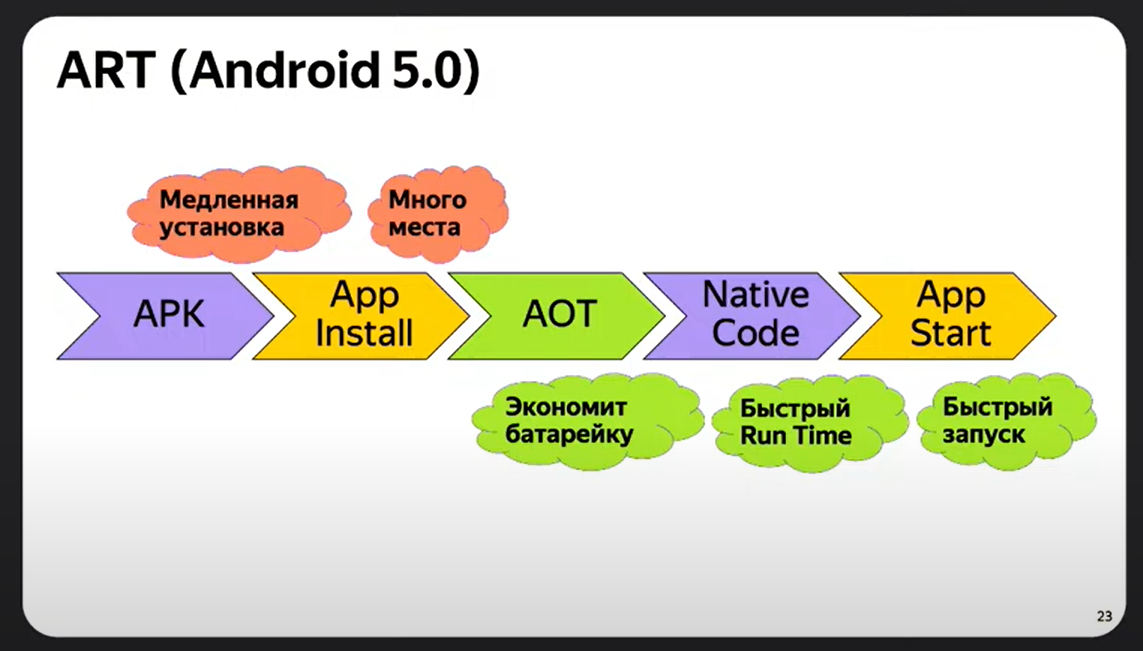 ART (Android 5.0)
Медленная
установка
Много
места
APK
App
Install
AOT
Native
Code
App
Start
Экономит
батарейку
Быстрый
Run Time
Быстрый
запуск
23